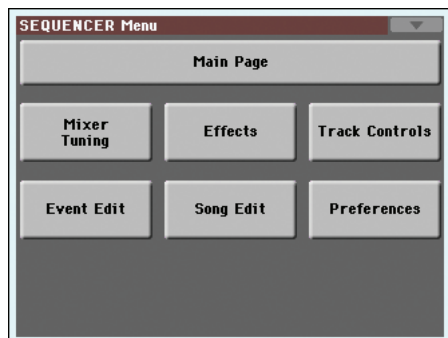 SEQUENCER Menu
Main Page
Mixer
Tuning
Effects
Track Controls
Event Edit
Song Edit
Preferences